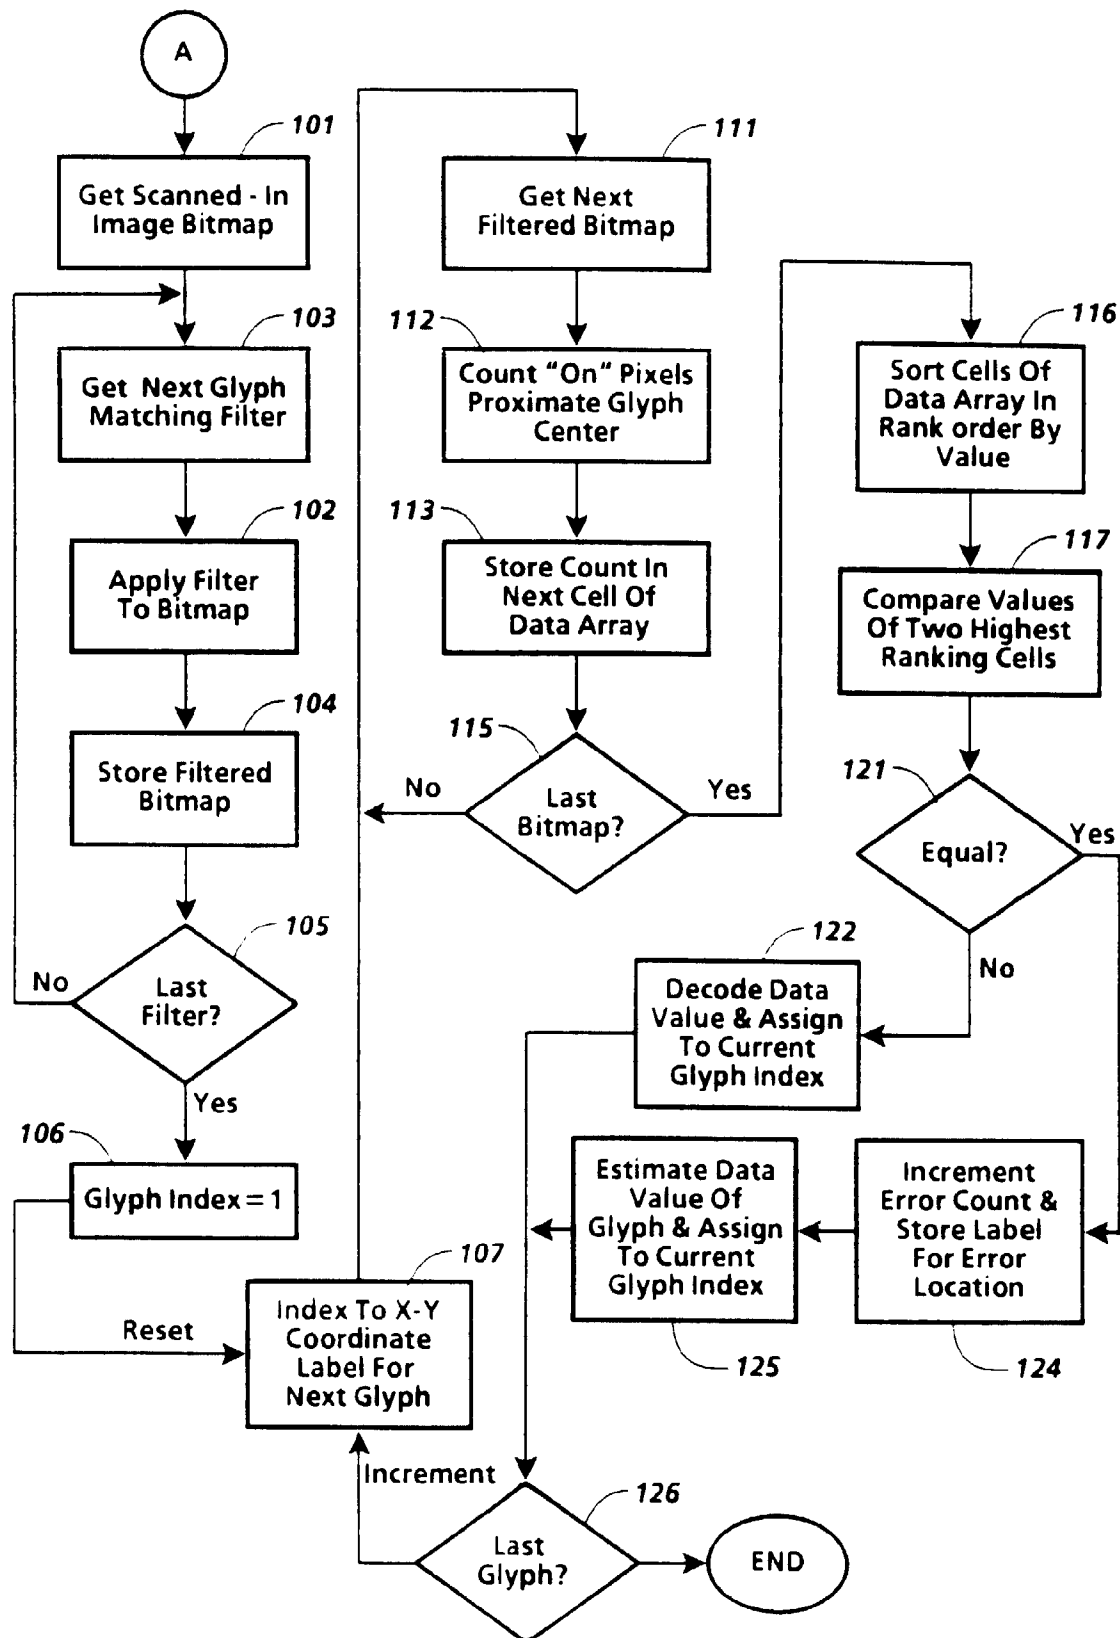 A
101
Get Scanned - In
Image Bitmap
103
Get Next Glyph
Matching Filter
102
Apply Filter
To Bitmap
104
Store Filtered
Bitmap
105
No
Last
Filter?
Yes
106
Glyph Index = 1
Reset
107
Index To X-Y
Coordinate
Label For
Next Glyph
111
Get Next
Filtered Bitmap
112
Count "On" Pixels
Proximate Glyph
Center
113
Store Count In
Next Cell Of
Data Array
115
No
Last
Bitmap?
Yes
116
Sort Cells Of
Data Array In
Rank order By
Value
117
Compare Values
Of Two Highest
Ranking Cells
121
Equal?
Yes
No
122
Decode Data
Value & Assign
To Current
Glyph Index
Increment
Error Count &
Store Label
For Error
Location
124
Estimate Data
Value Of
Glyph & Assign
To Current
Glyph Index
125
Increment
126
Last
Glyph?
END